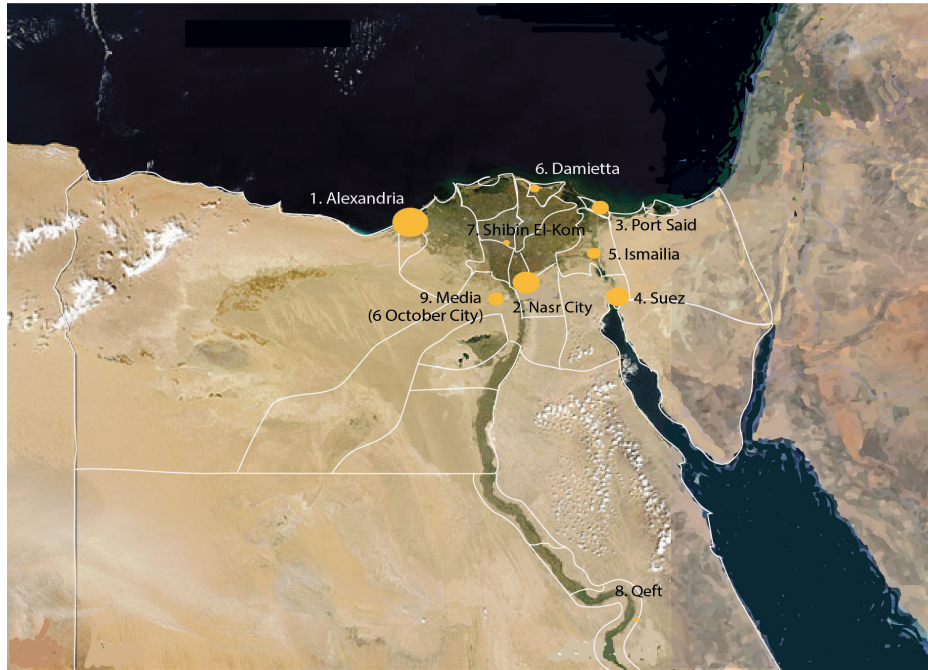 6. Damietta
1. Alexandria
3. Port Said
7. Shibin El-Kom
5. Ismailia
9. Media
(6 October City)
2. Nasr City
4. Suez
8. Qeft